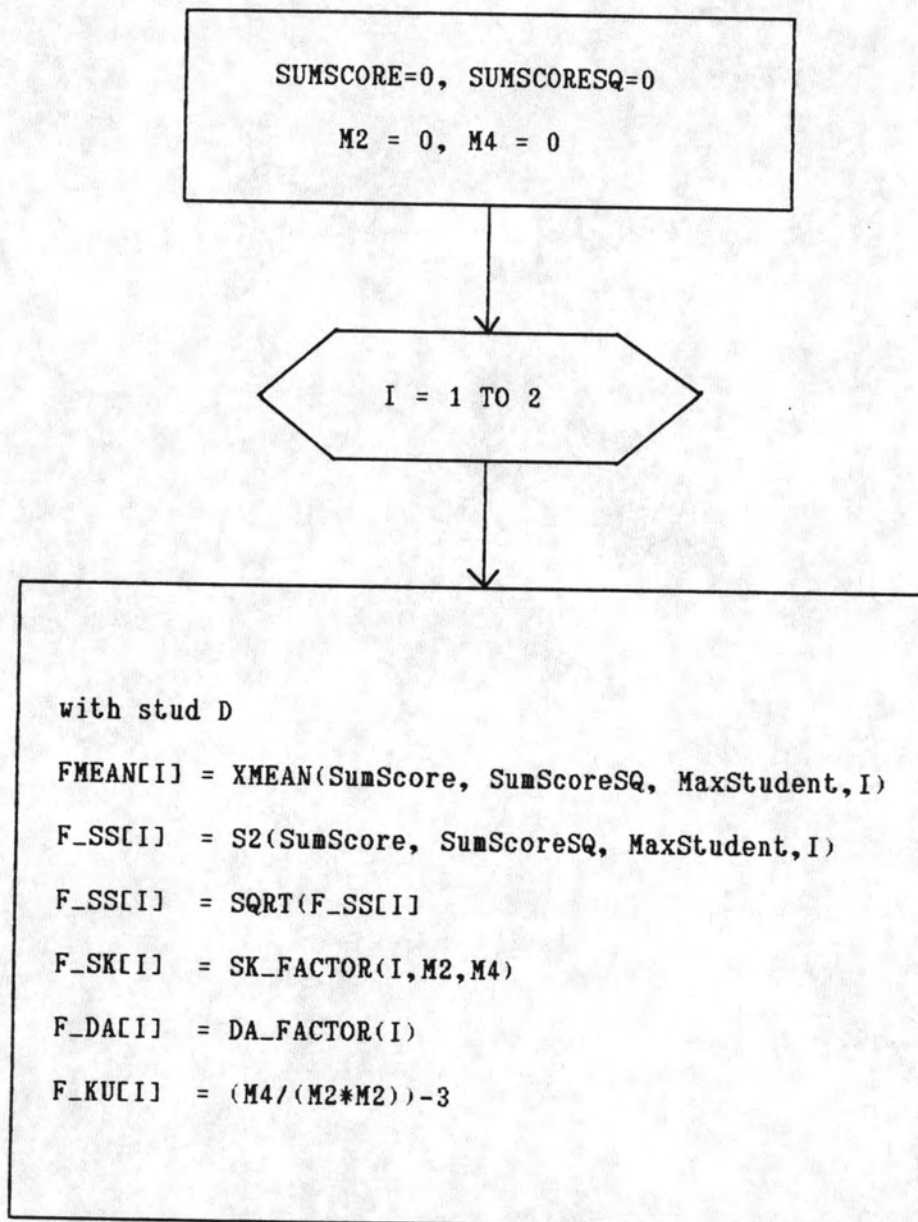 SUMSCORE=0, SUMSCORESQ=0
M2 = 0, M4 = 0
I = 1 TO 2
with stud D
FMEAN[I] = XMEAN(SumScore, SumScoreSQ, MaxStudent,I)
F_SS[I] = S2(SumScore, SumScoreSQ, MaxStudent,I)
F_SS[I] = SQRT(F_SS[I]
F_SK[I] = SK_FACTOR(I,M2,M4)
F_DA[I] = DA_FACTOR(I)
F_KU[I] = (M4/(M2*M2))-3